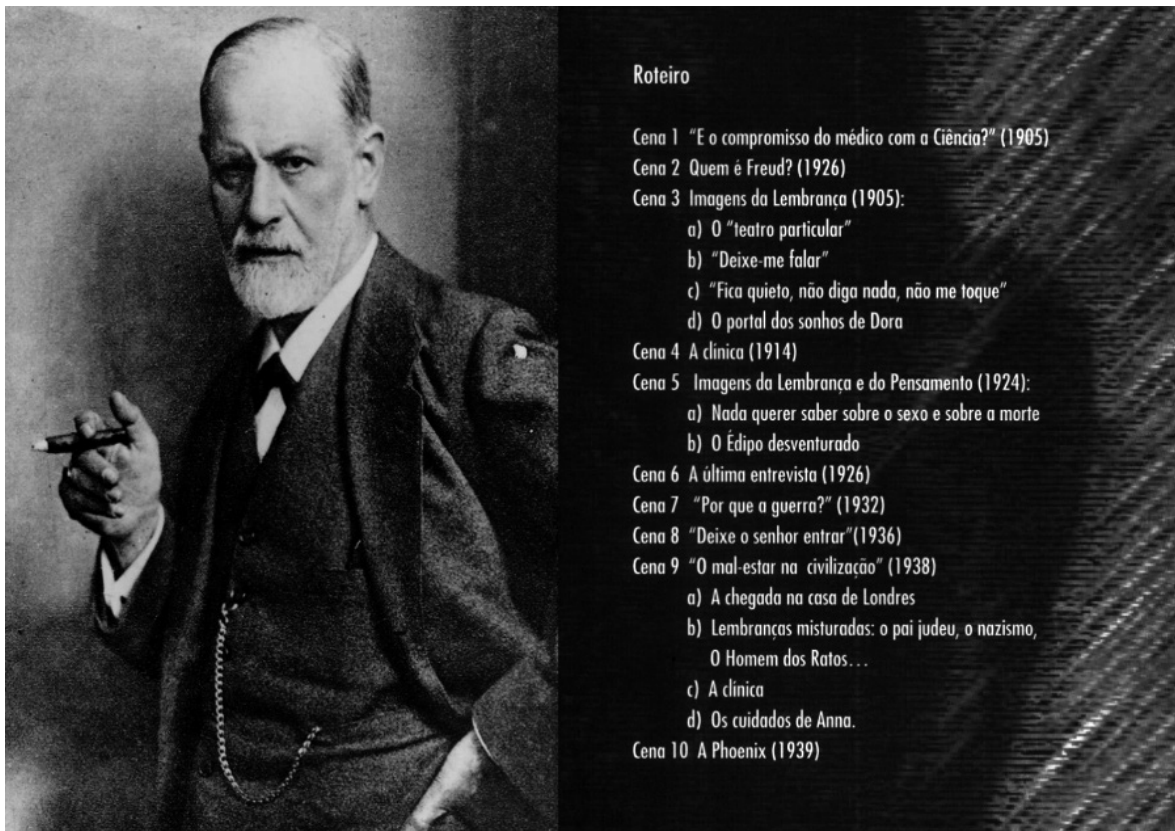 Roteiro
Cena 1 “E o compromisso do médico com a Ciência?” (1905)
Cena 2 Quem é Freud? (1926)
Cena 3 Imagens da Lembrança (1905):
a) O “teatro particular”
b) “Deixe-me falar”
c) “Fica quieto, não diga nada, não me toque”
d) O portal dos sonhos de Dora
Cena 4 A clínica (1914)
Cena 5 Imagens da Lembrança e do Pensamento (1924):
a) Nada querer saber sobre o sexo e sobre a morte
b) O Édipo desventurado
Cena 6 A última entrevista (1926)
Cena 7 “Por que a guerra?” (1932)
Cena 8 “Deixe o senhor entrar”(1936)
Cena 9 “O mal-estar na civilização” (1938)
a) A chegada na casa de Londres
b) Lembranças misturadas: o pai judeu, o nazismo,
O Homem dos Ratos…
c) A clínica
d) Os cuidados de Anna.
Cena 10 A Phoenix (1939)